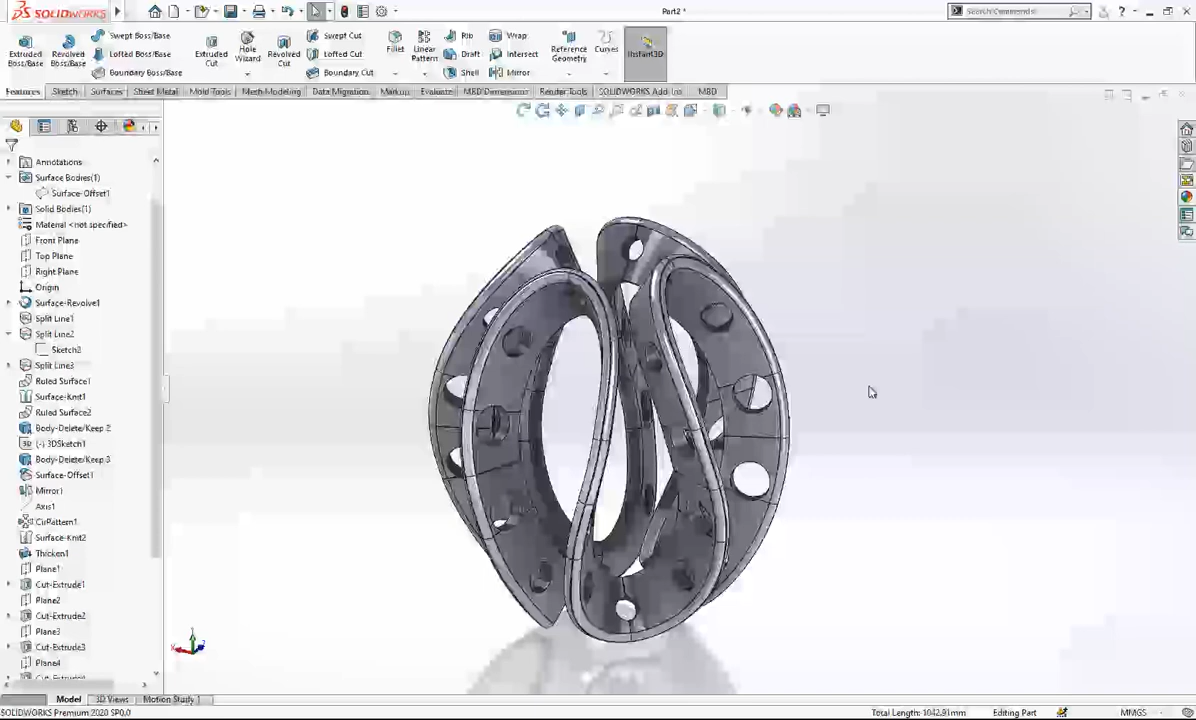 SOLIDWORKS
Part2 *
Search Commands
Extruded Boss/Base
Revolved Boss/Base
Swept Boss/Base
Lofted Boss/Base
Boundary Boss/Base
Extruded Cut
Hole Wizard
Revolved Cut
Swept Cut
Lofted Cut
Boundary Cut
Fillet
Linear Pattern
Rib
Draft
Shell
Wrap
Intersect
Mirror
Reference Geometry
Curves
Instant3D
Features Sketch Surfaces Sheet Metal Mold Tools Mesh Modeling Data Migration Markup Evaluate MBD Dimensions Render Tools SOLIDWORKS Add-Ins MBD
Annotations
Surface Bodies(1)
Surface-Offset1
Solid Bodies(1)
Material <not specified>
Front Plane
Top Plane
Right Plane
Origin
Surface-Revolve1
Split Line1
Split Line2
Sketch2
Split Line3
Ruled Surface1
Surface-Knit1
Ruled Surface2
Body-Delete/Keep 2
(-) 3DSketch1
Body-Delete/Keep 3
Surface-Offset1
Mirror1
Axis1
CirPattern1
Surface-Knit2
Thicken1
Plane1
Cut-Extrude1
Plane2
Cut-Extrude2
Plane3
Cut-Extrude3
Plane4
Model 3D Views Motion Study 1
SOLIDWORKS Premium 2020 SP0.0
Total Length: 1042.91mm Editing Part MMGS